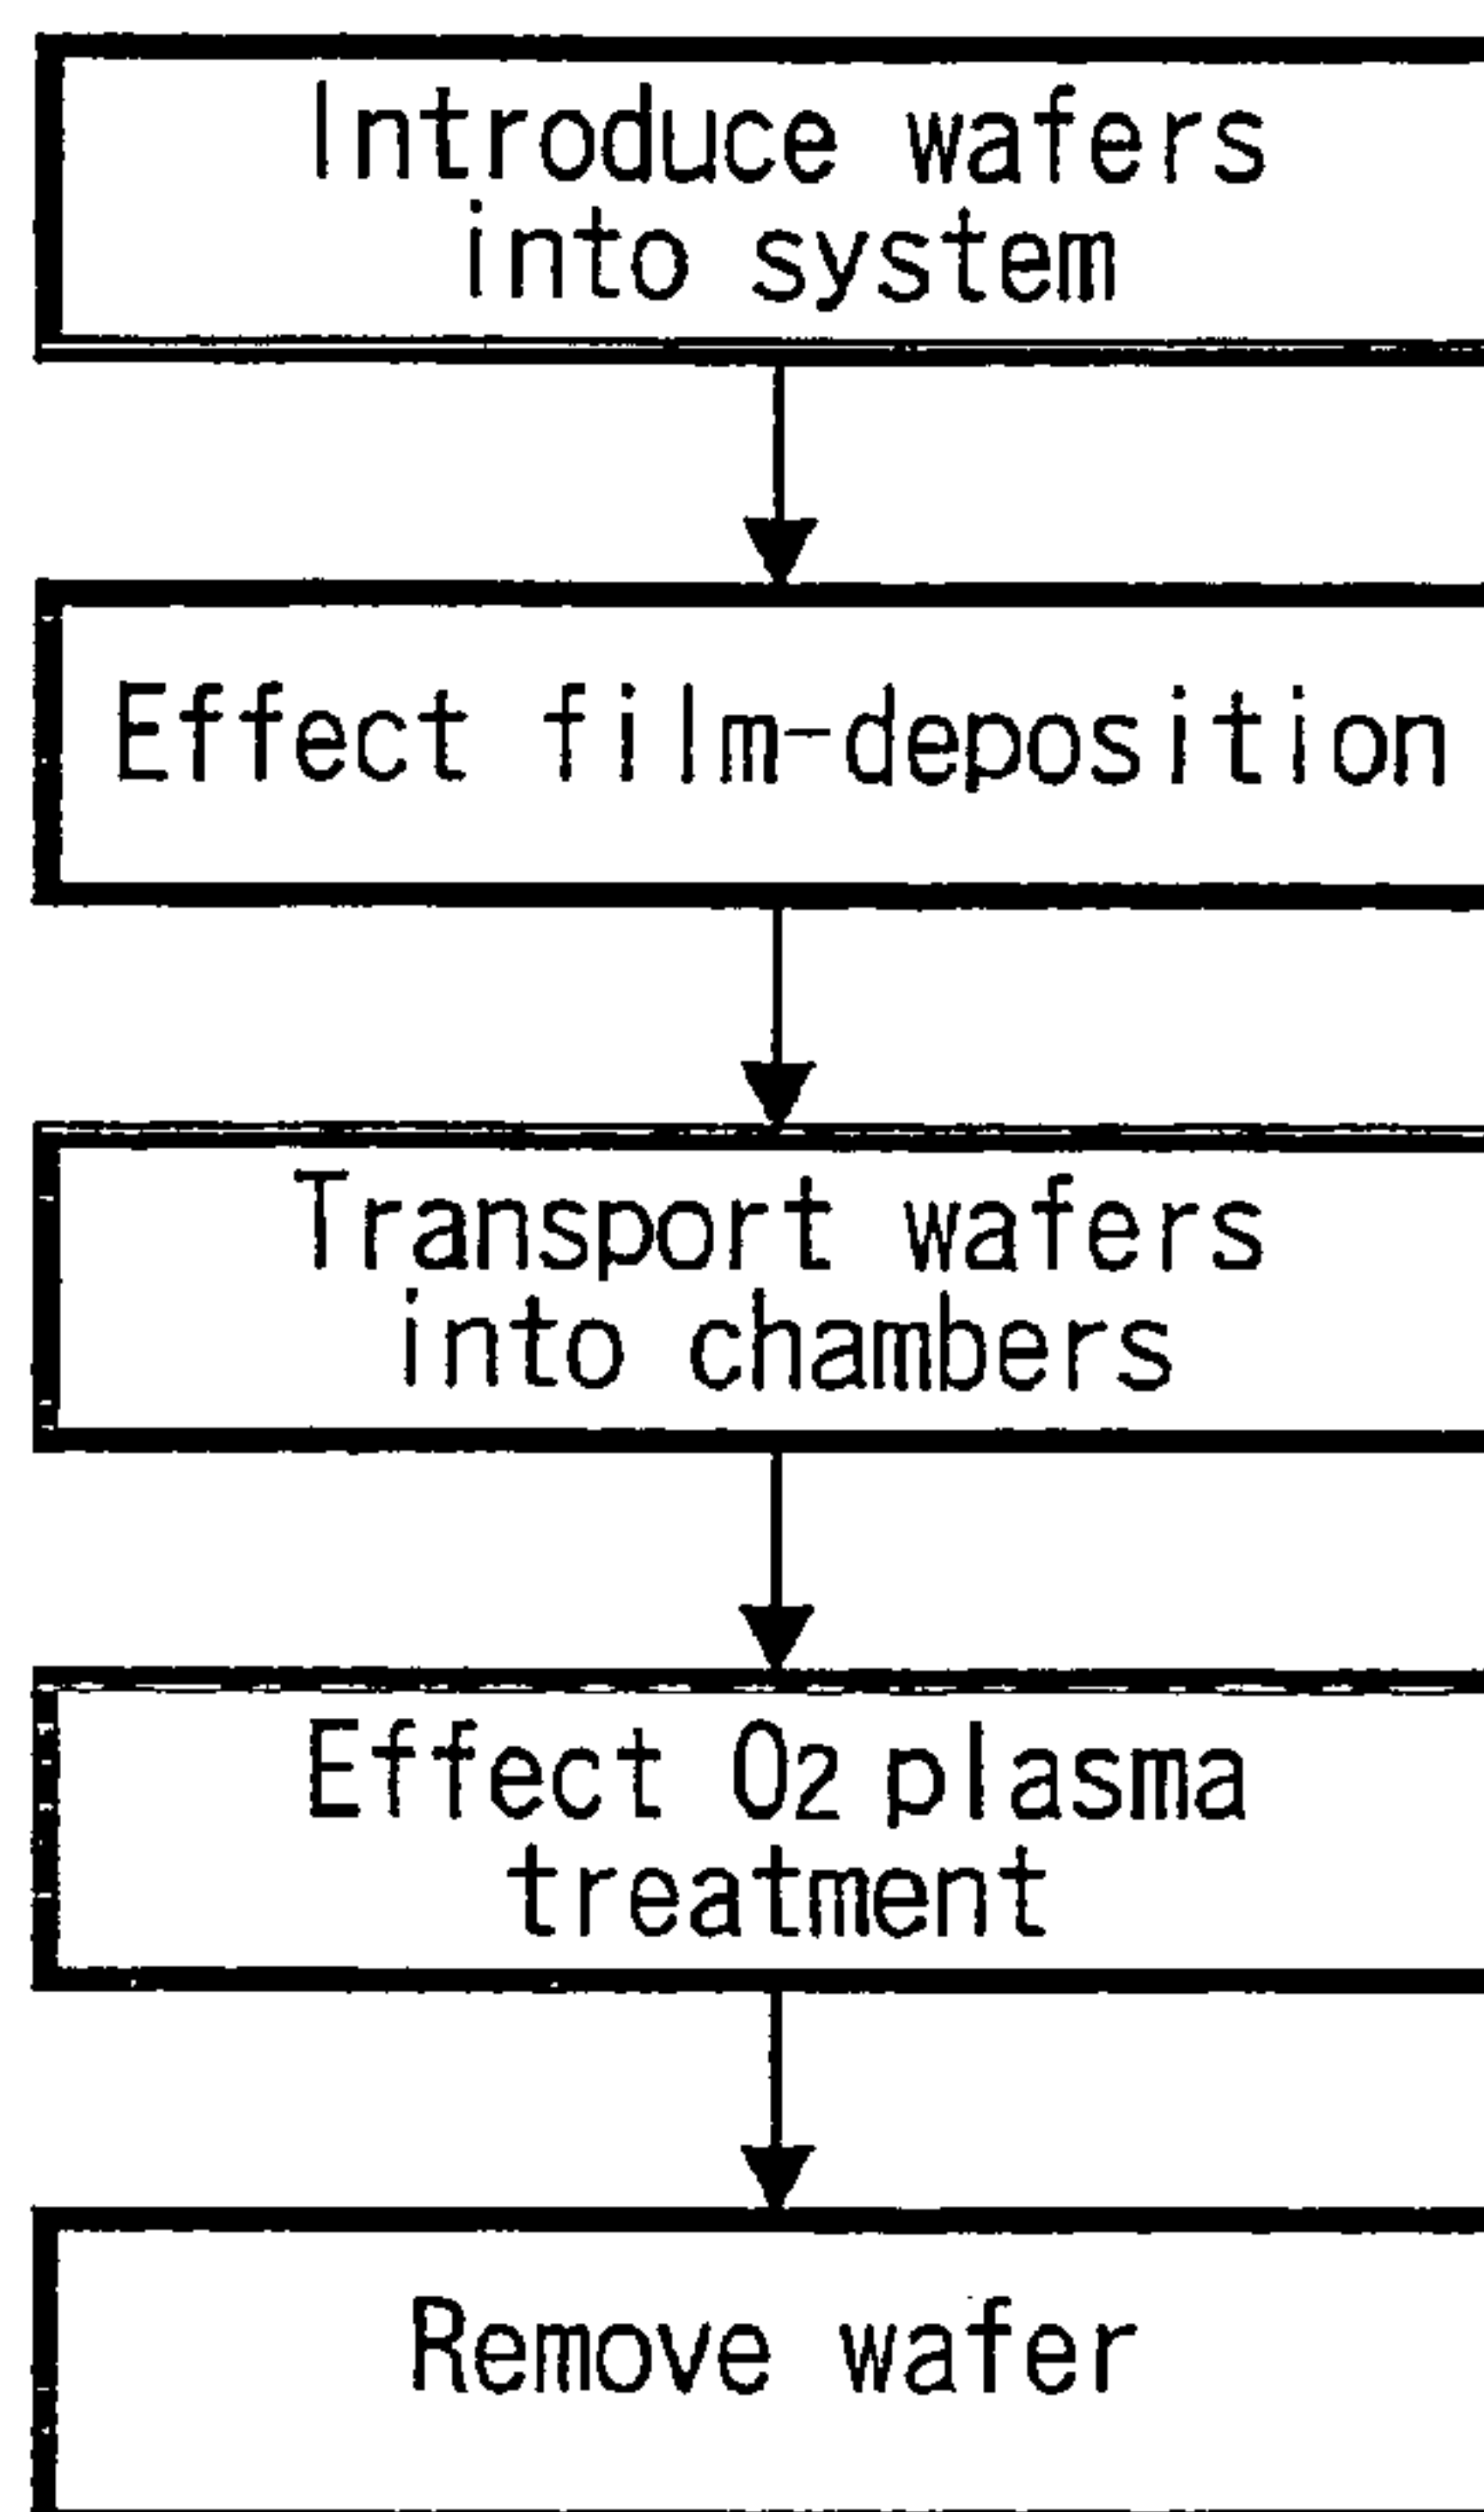 Introduce wafers
into system
Effect film-deposition
Transport wafers
into chambers
Effect O2 plasma
treatment
Remove wafer